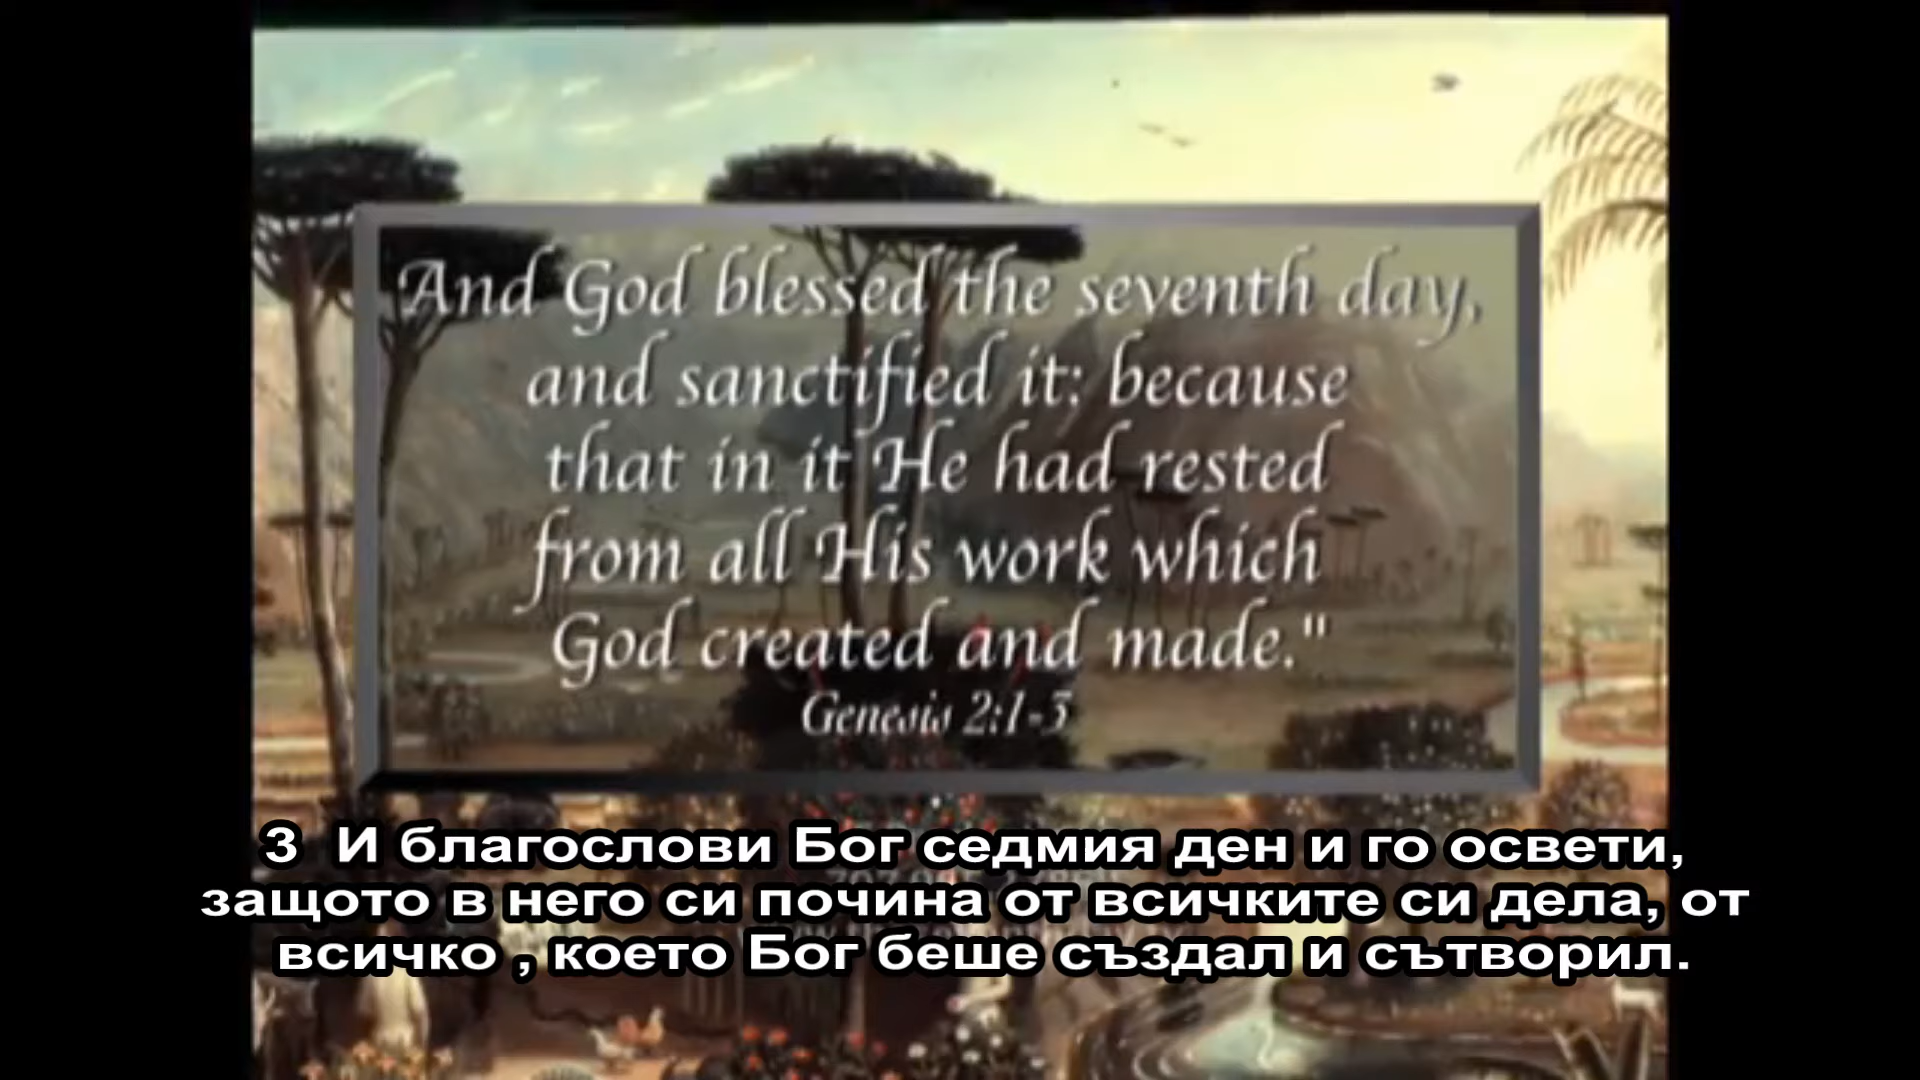 And God blessed the seventh day,
and sanctified it: because
that in it He had rested
from all His work which
God created and made."
Genesis 2:1-3
3 И благослови Бог седмия ден и го освети,
защото в него си почина от всичките си дела, от
всичко , което Бог беше създал и сътворил.